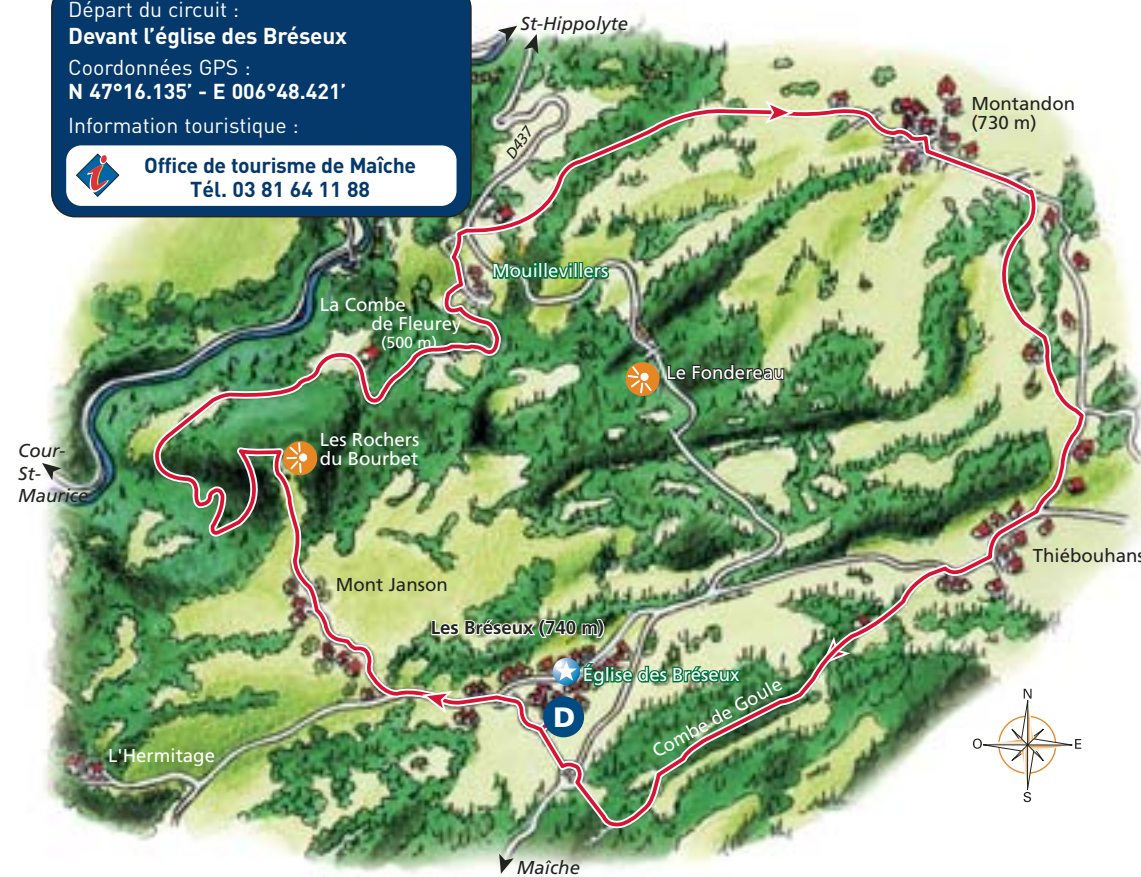 Départ du circuit :
Devant l'église des Bréseux
Coordonnées GPS :
N 47°16.135' - E 006°48.421'
Information touristique :
Office de tourisme de Maîche
Tél. 03 81 64 11 88
St-Hippolyte
D437
Montandon
(730 m)
Mouillevillers
La Combe
de Fleurey
(500 m)
Le Fondereau
Les Rochers
du Bourbet
Cour-
St-
Maurice
Mont Janson
Thiébouhans
Les Bréseux (740 m)
Église des Bréseux
D
Combe de Goule
L'Hermitage
Maîche
N
O
E
S